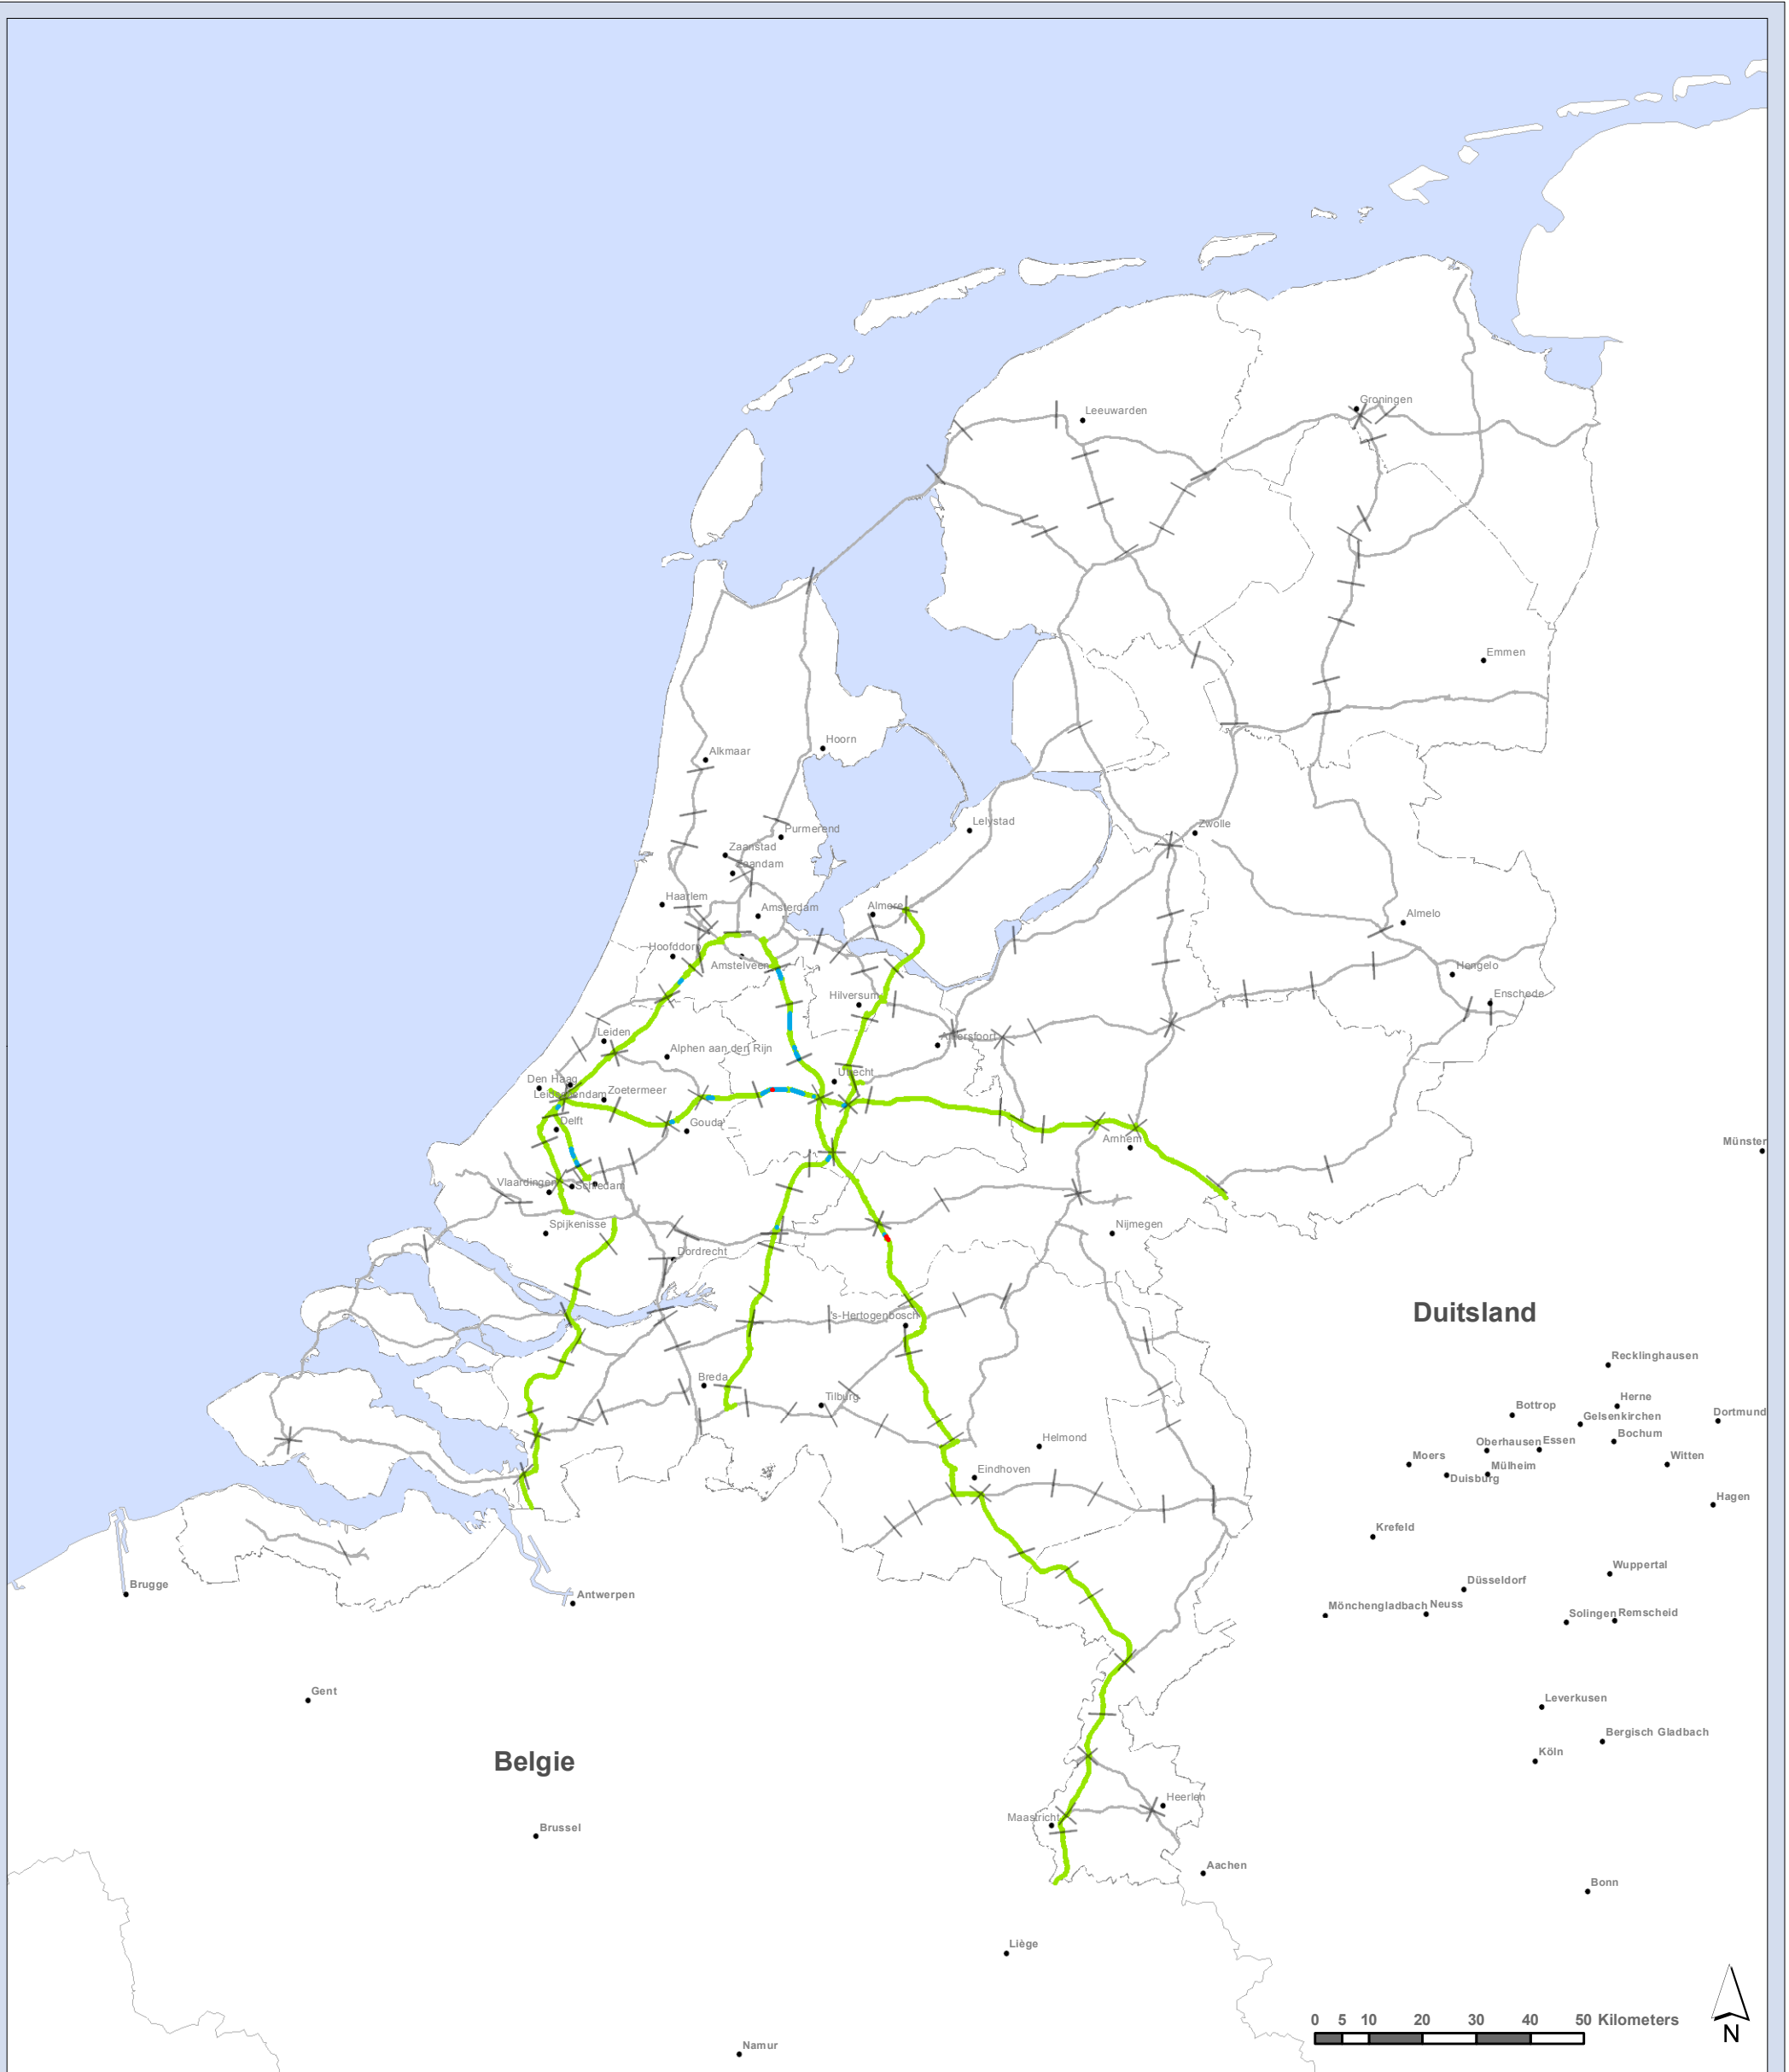 Leeuwarden
Groningen
Emmen
Hoorn
Alkmaar
Lelystad
Zwolle
Purmerend
Zaanstad
Zaandam
Haarlem
Amsterdam
Almere
Almelo
Hoofddorp
Amstelveen
Hengelo
Hilversum
Enschede
Leiden
Amersfoort
Alphen aan den Rijn
Den Haag
Utrecht
Leidschendam
Zoetermeer
Delft
Gouda
Arnhem
Münster
Vlaardingen
Schiedam
Spijkenisse
Nijmegen
Dordrecht
Duitsland
's-Hertogenbosch
Recklinghausen
Breda
Tilburg
Bottrop
Herne
Gelsenkirchen
Dortmund
Helmond
Oberhausen
Essen
Bochum
Moers
Mülheim
Witten
Eindhoven
Duisburg
Hagen
Krefeld
Wuppertal
Brugge
Antwerpen
Düsseldorf
Mönchengladbach
Neuss
Solingen
Remscheid
Gent
Leverkusen
Bergisch Gladbach
Belgie
Köln
Heerlen
Maastricht
Brussel
Aachen
Bonn
Liège
0 5 10 20 30 40 50 Kilometers
N
Namur